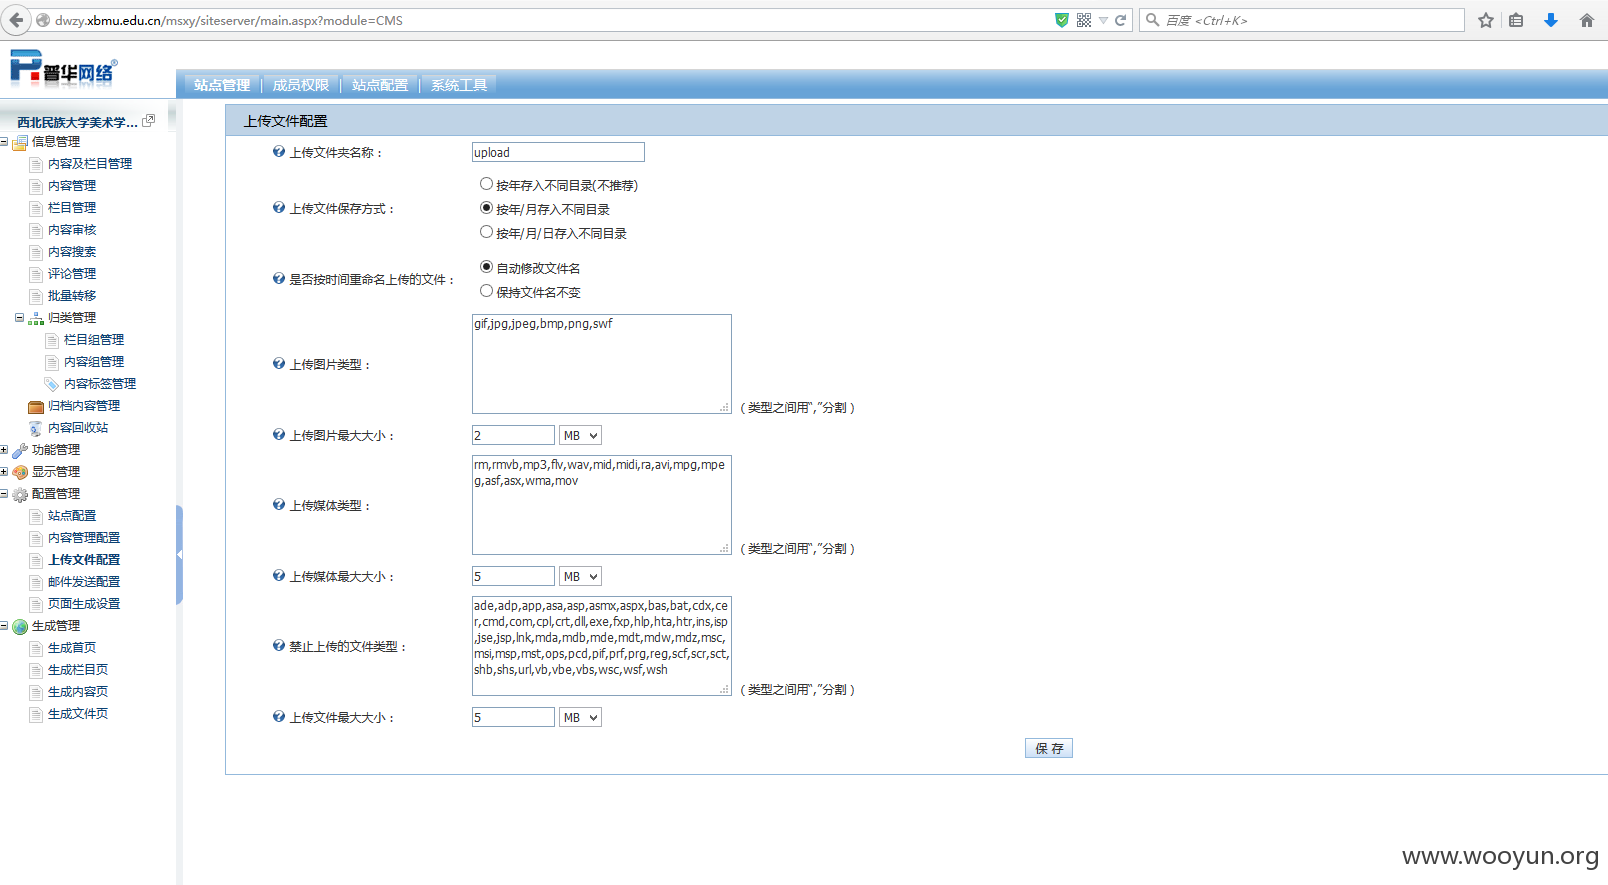 dwzy.xbmu.edu.cn/msxy/siteserver/main.aspx?module=CMS
百度 <Ctrl+K>
普华网络
站点管理 | 成员权限 | 站点配置 | 系统工具
西北民族大学美术学...
信息管理
内容及栏目管理
内容管理
栏目管理
内容审核
内容搜索
评论管理
批量转移
归类管理
栏目组管理
内容组管理
内容标签管理
归档内容管理
内容回收站
功能管理
显示管理
配置管理
站点配置
内容管理配置
上传文件配置
邮件发送配置
页面生成设置
生成管理
生成首页
生成栏目页
生成内容页
生成文件页
上传文件配置
上传文件夹名称：
upload
上传文件保存方式：
按年存入不同目录(不推荐)
按年/月存入不同目录
按年/月/日存入不同目录
是否按时间重命名上传的文件：
自动修改文件名
保持文件名不变
上传图片类型：
gif,jpg,jpeg,bmp,png,swf
（类型之间用“,”分割）
上传图片最大大小：
2 MB
上传媒体类型：
rm,rmvb,mp3,flv,wav,mid,midi,ra,avi,mpg,mpe
g,asf,asx,wma,mov
（类型之间用“,”分割）
上传媒体最大大小：
5 MB
禁止上传的文件类型：
ade,adp,app,asa,asp,asmx,aspx,bas,bat,cdx,ce
r,cmd,com,cpl,crt,dll,exe,fxp,hlp,hta,htr,ins,isp
,jse,jsp,lnk,mda,mdb,mde,mdt,mdw,mdz,msc,
msi,msp,mst,ops,pcd,pif,prf,prg,reg,scf,scr,sct,
shb,shs,url,vb,vbe,vbs,wsc,wsf,wsh
（类型之间用“,”分割）
上传文件最大大小：
5 MB
保 存
www.wooyun.org